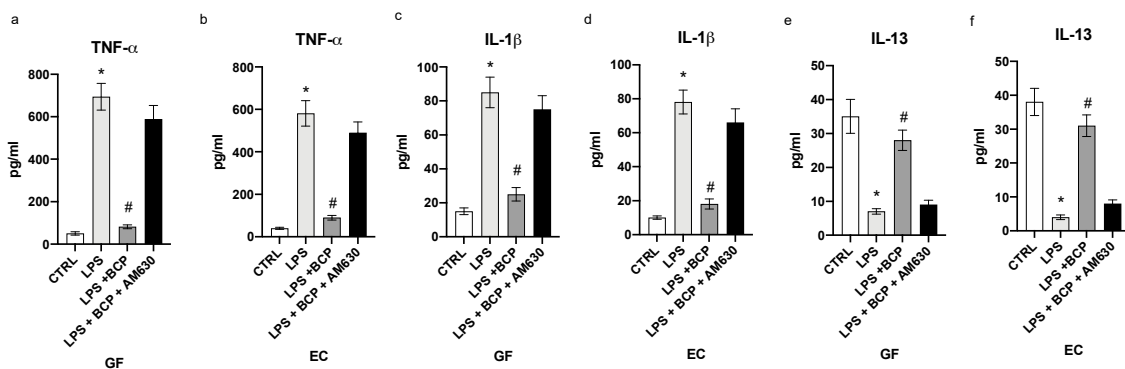 a
TNF-α
pg/ml
800
600
400
200
0
*
#
CTRL
LPS
LPS +BCP
LPS + BCP + AM630
GF
b
TNF-α
pg/ml
800
600
400
200
0
*
#
CTRL
LPS
LPS +BCP
LPS + BCP + AM630
EC
c
IL-1β
pg/ml
100
80
60
40
20
0
*
#
CTRL
LPS
LPS +BCP
LPS + BCP + AM630
GF
d
IL-1β
pg/ml
100
80
60
40
20
0
*
#
CTRL
LPS
LPS +BCP
LPS + BCP + AM630
EC
e
IL-13
pg/ml
50
40
30
20
10
0
*
#
CTRL
LPS
LPS +BCP
LPS + BCP + AM630
GF
f
IL-13
pg/ml
50
40
30
20
10
0
*
#
CTRL
LPS
LPS +BCP
LPS + BCP + AM630
EC